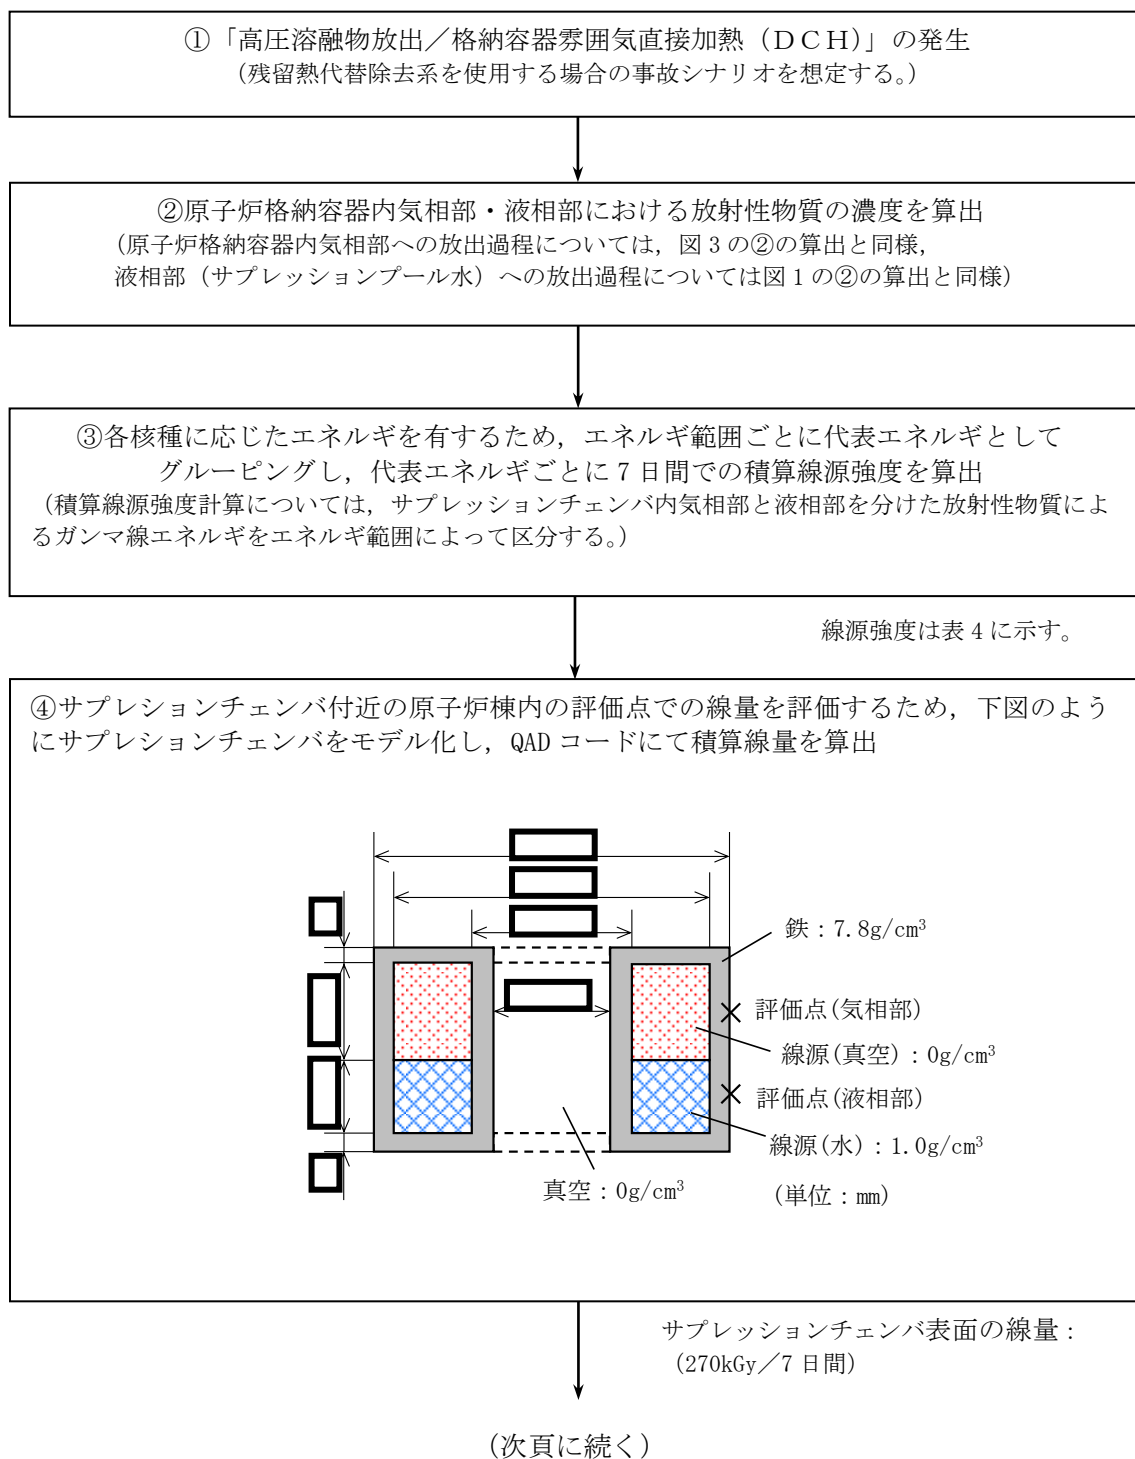 ①「高圧溶融物放出／格納容器雰囲気直接加熱（ＤＣＨ）」の発生
（残留熱代替除去系を使用する場合の事故シナリオを想定する。）
②原子炉格納容器内気相部・液相部における放射性物質の濃度を算出
（原子炉格納容器内気相部への放出過程については，図3の②の算出と同様，
液相部（サプレッションプール水）への放出過程については図1の②の算出と同様）
③各核種に応じたエネルギを有するため，エネルギ範囲ごとに代表エネルギとして
グルーピングし，代表エネルギごとに7日間での積算線源強度を算出
（積算線源強度計算については，サプレッションチェンバ内気相部と液相部を分けた放射性物質によ
るガンマ線エネルギをエネルギ範囲によって区分する。）
線源強度は表4に示す。
④サプレションチェンバ付近の原子炉棟内の評価点での線量を評価するため，下図のよう
にサプレションチェンバをモデル化し，QADコードにて積算線量を算出
鉄：7.8g/cm³
評価点(気相部)
線源(真空)：0g/cm³
評価点(液相部)
線源(水)：1.0g/cm³
真空：0g/cm³
（単位：mm）
サプレッションチェンバ表面の線量：
（270kGy／7日間）
（次頁に続く）